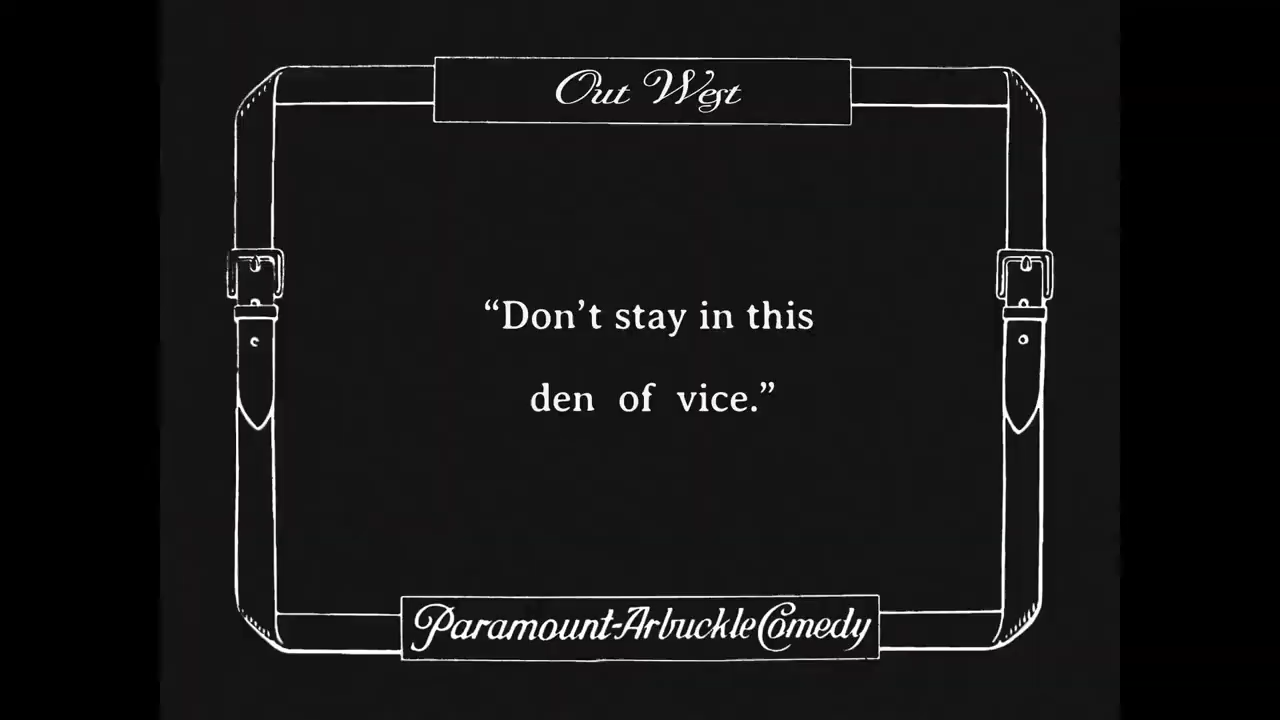 Out West
“Don’t stay in this
den of vice.”
Paramount-Arbuckle Comedy